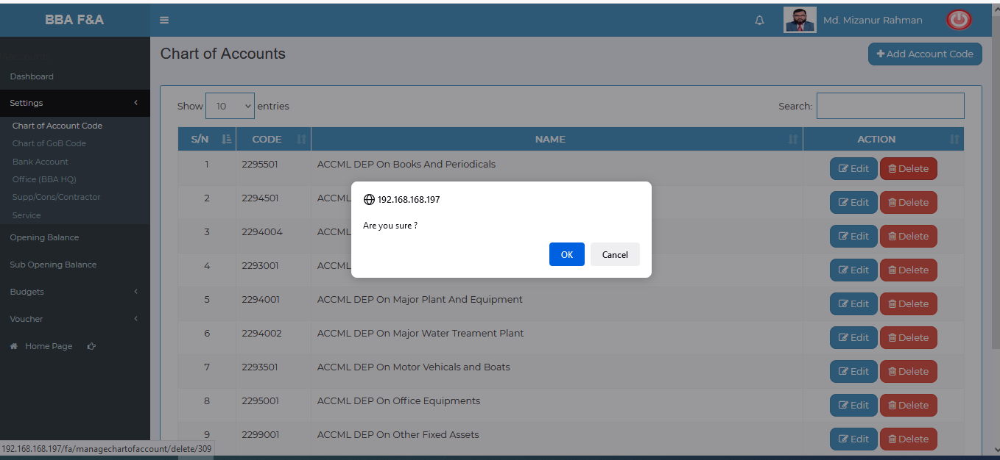 BBA F&A
Md. Mizanur Rahman
Chart of Accounts
Add Account Code
Dashboard
Settings
Chart of Account Code
Chart of GoB Code
Bank Account
Office (BBA HQ)
Supp/Cons/Contractor
Service
Opening Balance
Sub Opening Balance
Budgets
Voucher
Home Page
Show 10 entries
Search:
S/N CODE NAME ACTION
1 2295501 ACCML DEP On Books And Periodicals Edit Delete
2 2294501 ACCML Edit Delete
3 2294004 ACCML Edit Delete
4 2293001 ACCML Edit Delete
5 2294001 ACCML DEP On Major Plant And Equipment Edit Delete
6 2294002 ACCML DEP On Major Water Treament Plant Edit Delete
7 2293501 ACCML DEP On Motor Vehicals and Boats Edit Delete
8 2295001 ACCML DEP On Office Equipments Edit Delete
9 2299001 ACCML DEP On Other Fixed Assets Edit Delete
192.168.168.197
Are you sure ?
OK Cancel
192.168.168.197/fa/managechartofaccount/delete/309